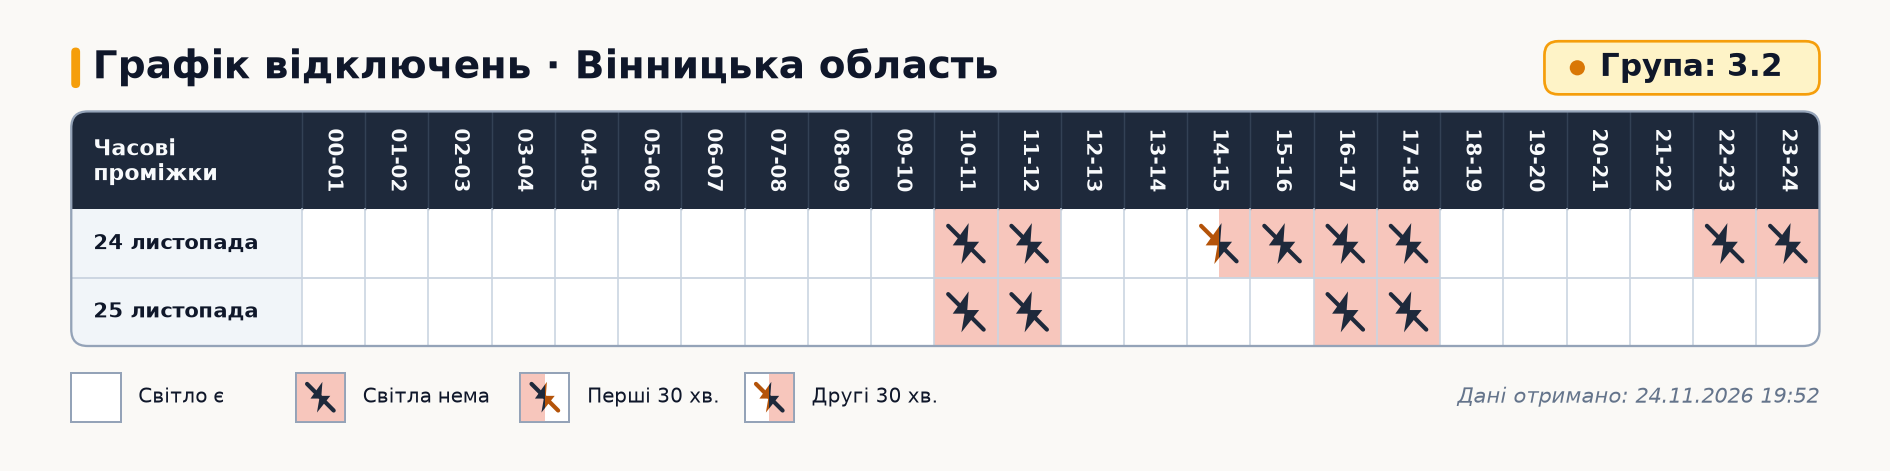 Графік відключень · Вінницька область
Група: 3.2
Часові
проміжки
00-01
01-02
02-03
03-04
04-05
05-06
06-07
07-08
08-09
09-10
10-11
11-12
12-13
13-14
14-15
15-16
16-17
17-18
18-19
19-20
20-21
21-22
22-23
23-24
24 листопада
25 листопада
Світло є
Світла нема
Перші 30 хв.
Другі 30 хв.
Дані отримано: 24.11.2026 19:52